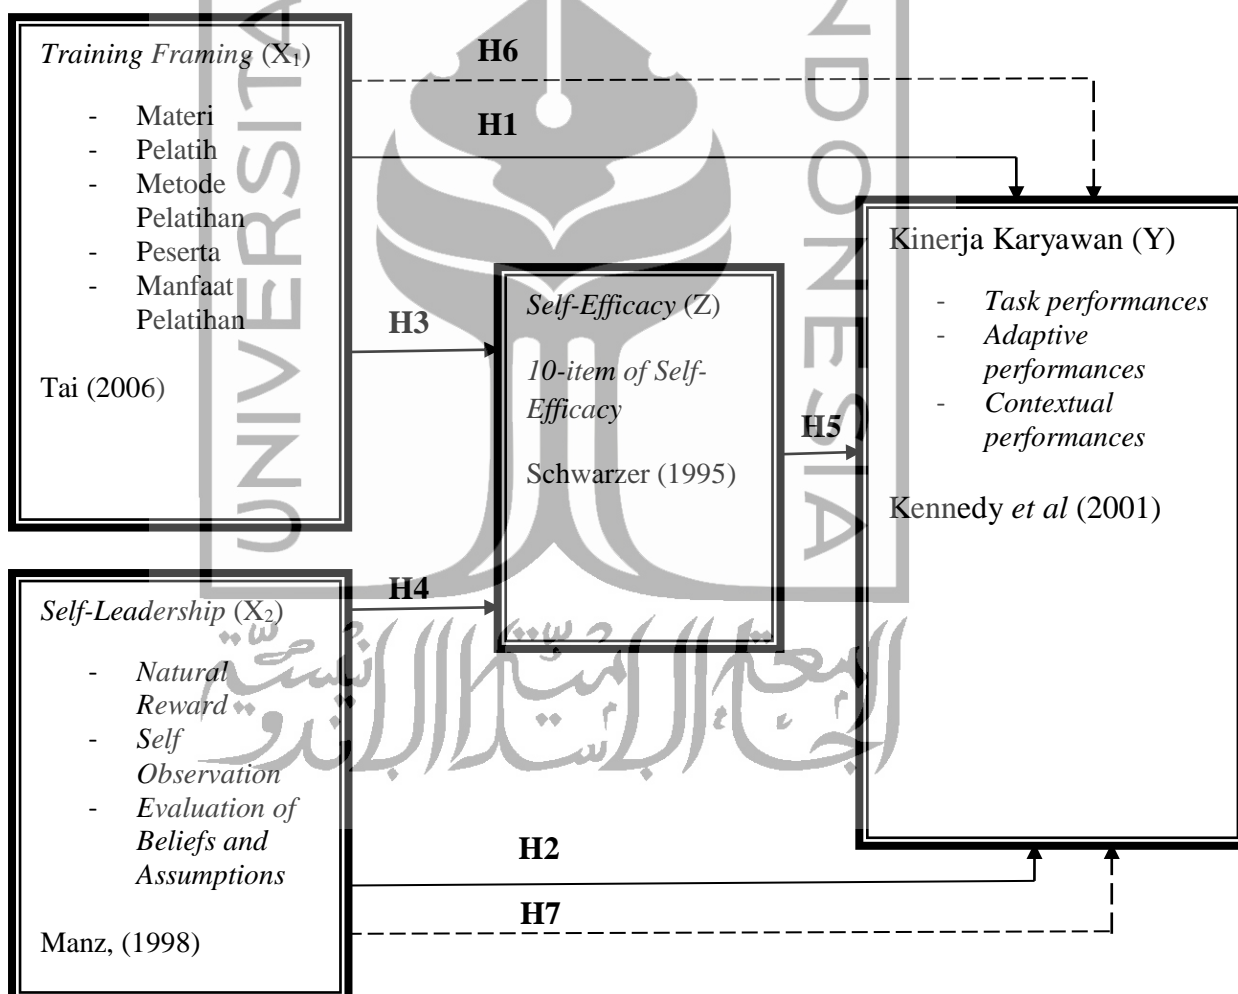 Training Framing (X₁)
- Materi
- Pelatih
- Metode
Pelatihan
- Peserta
- Manfaat
Pelatihan
Tai (2006)
H6
H1
H3
Self-Efficacy (Z)
10-item of Self-
Efficacy
Schwarzer (1995)
H5
Kinerja Karyawan (Y)
- Task performances
- Adaptive
performances
- Contextual
performances
Kennedy et al (2001)
Self-Leadership (X₂)
- Natural
Reward
- Self
Observation
- Evaluation of
Beliefs and
Assumptions
Manz, (1998)
H4
H2
H7
UNIVERSITA
NDONESIA